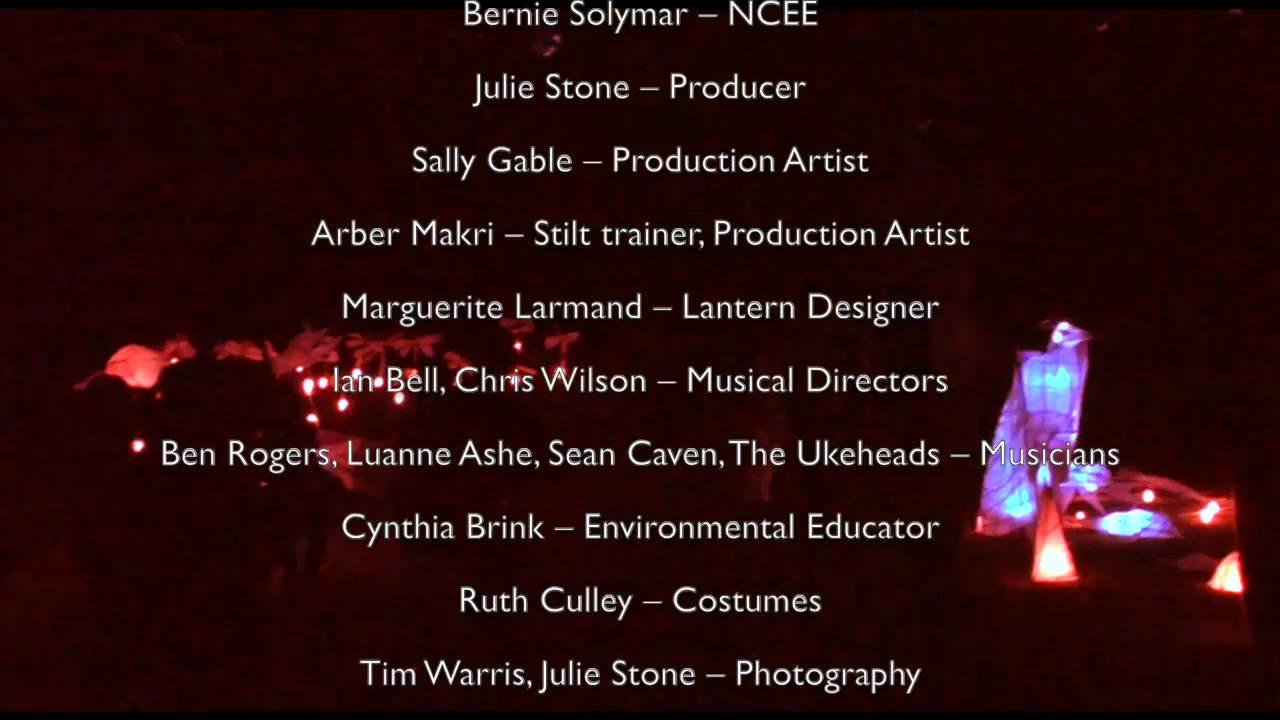 Bernie Solymar – NCEE
Julie Stone – Producer
Sally Gable – Production Artist
Arber Makri – Stilt trainer, Production Artist
Marguerite Larmand – Lantern Designer
Ian Bell, Chris Wilson – Musical Directors
Ben Rogers, Luanne Ashe, Sean Caven, The Ukeheads – Musicians
Cynthia Brink – Environmental Educator
Ruth Culley – Costumes
Tim Warris, Julie Stone – Photography